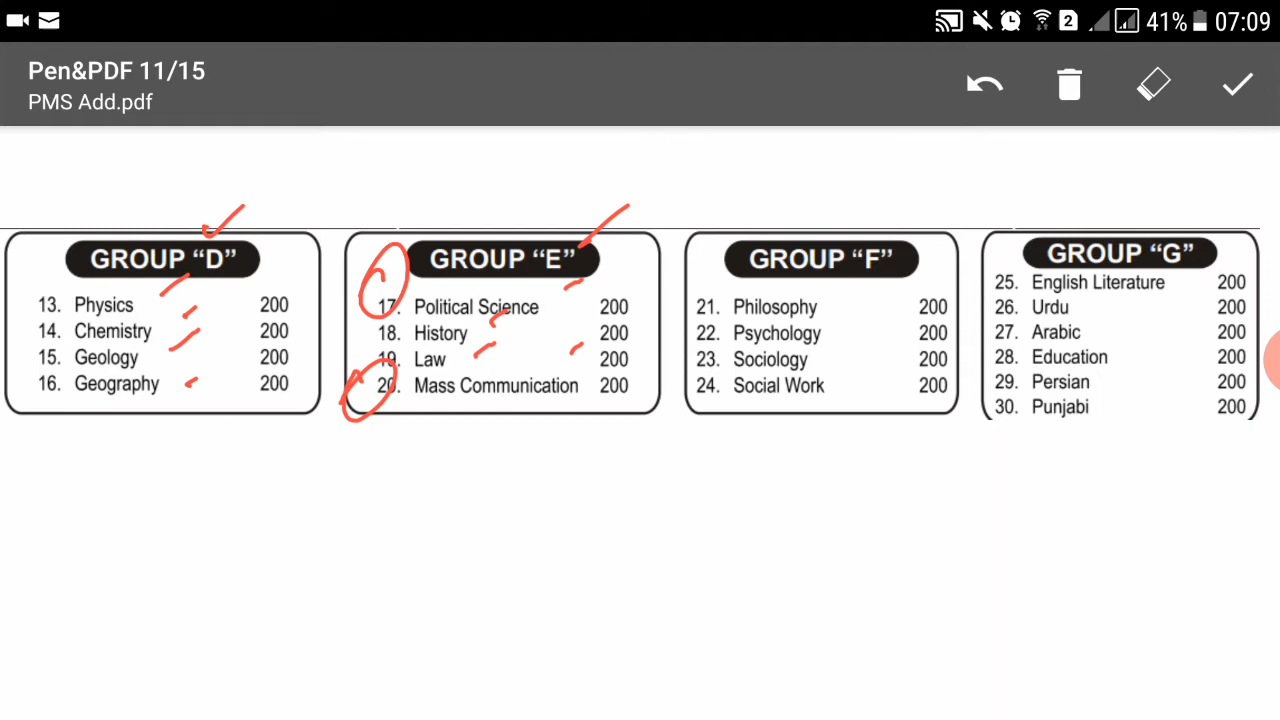 2 41% 07:09
Pen&PDF 11/15
PMS Add.pdf
GROUP “D”
13. Physics 200
14. Chemistry 200
15. Geology 200
16. Geography 200
GROUP “E”
17. Political Science 200
18. History 200
19. Law 200
20. Mass Communication 200
GROUP “F”
21. Philosophy 200
22. Psychology 200
23. Sociology 200
24. Social Work 200
GROUP “G”
25. English Literature 200
26. Urdu 200
27. Arabic 200
28. Education 200
29. Persian 200
30. Punjabi 200